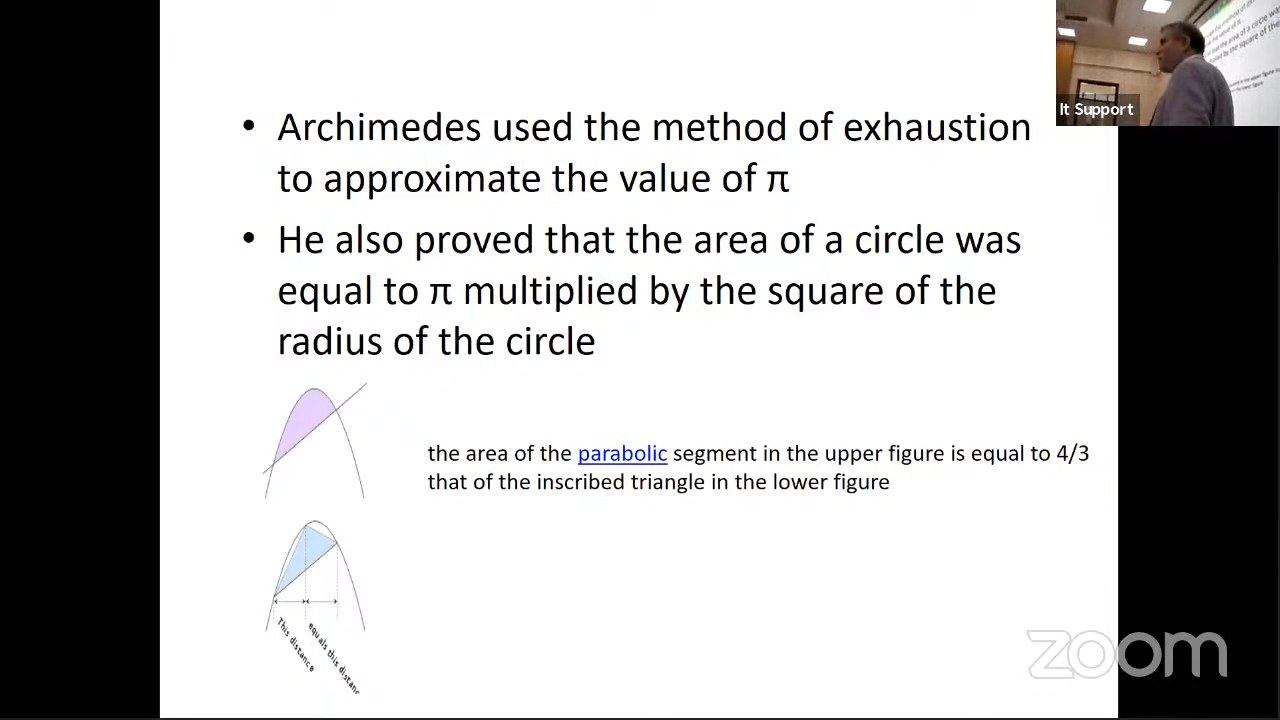 It Support
• Archimedes used the method of exhaustion
to approximate the value of π
• He also proved that the area of a circle was
equal to π multiplied by the square of the
radius of the circle
the area of the parabolic segment in the upper figure is equal to 4/3
that of the inscribed triangle in the lower figure
This distance
equals this distanc
zoom